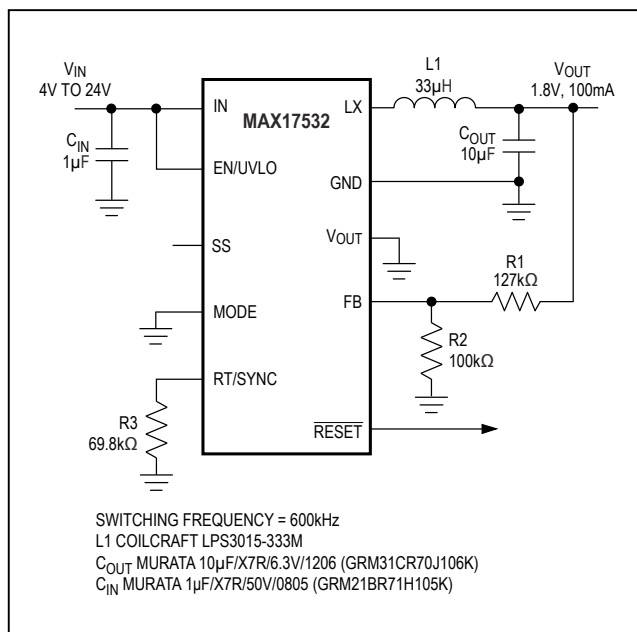 VIN
4V TO 24V
CIN
1µF
IN
EN/UVLO
SS
MODE
RT/SYNC
R3
69.8kΩ
MAX17532
LX
GND
VOUT
FB
RESET
L1
33µH
VOUT
1.8V, 100mA
COUT
10µF
R1
127kΩ
R2
100kΩ
SWITCHING FREQUENCY = 600kHz
L1 COILCRAFT LPS3015-333M
COUT MURATA 10µF/X7R/6.3V/1206 (GRM31CR70J106K)
CIN MURATA 1µF/X7R/50V/0805 (GRM21BR71H105K)